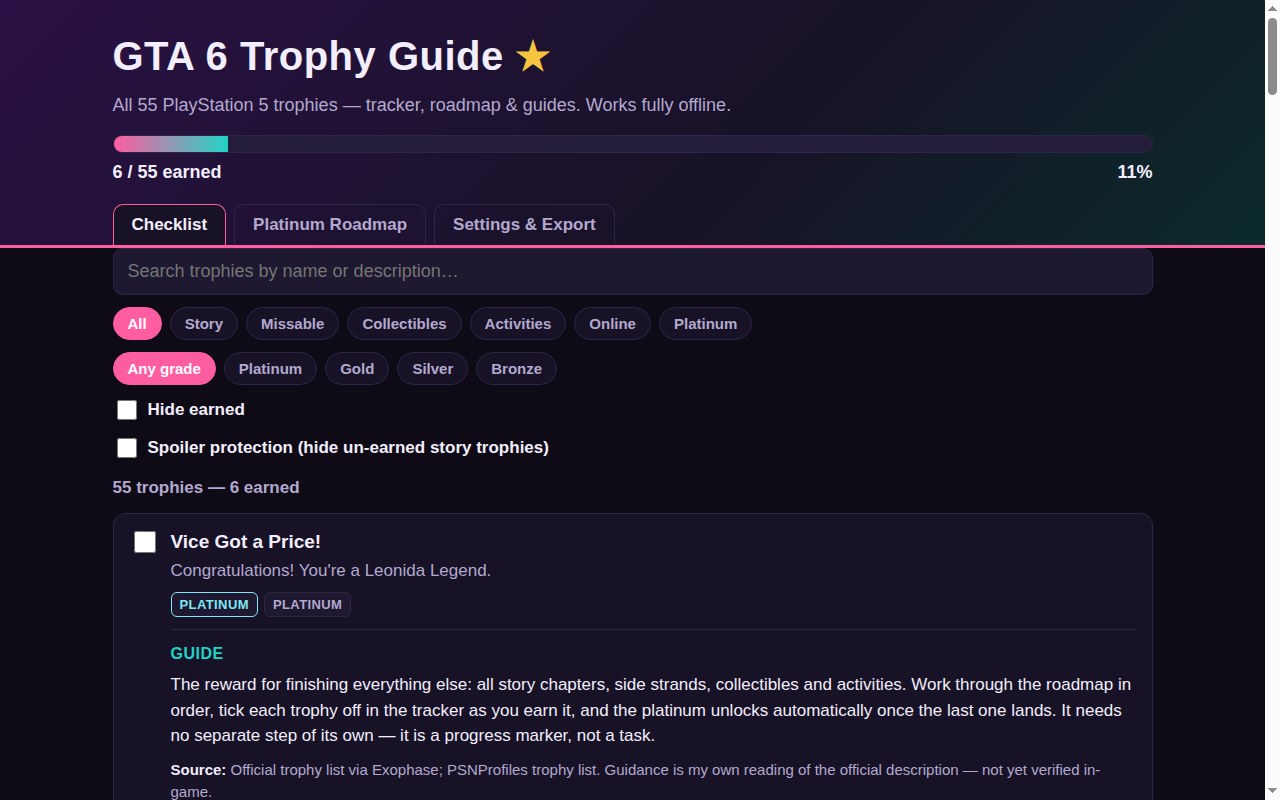 GTA 6 Trophy Guide ★
All 55 PlayStation 5 trophies — tracker, roadmap & guides. Works fully offline.
6 / 55 earned 11%
Checklist Platinum Roadmap Settings & Export
Search trophies by name or description…
All Story Missable Collectibles Activities Online Platinum
Any grade Platinum Gold Silver Bronze
Hide earned
Spoiler protection (hide un-earned story trophies)
55 trophies — 6 earned
Vice Got a Price!
Congratulations! You're a Leonida Legend.
PLATINUM PLATINUM
GUIDE
The reward for finishing everything else: all story chapters, side strands, collectibles and activities. Work through the roadmap in
order, tick each trophy off in the tracker as you earn it, and the platinum unlocks automatically once the last one lands. It needs
no separate step of its own — it is a progress marker, not a task.
Source: Official trophy list via Exophase; PSNProfiles trophy list. Guidance is my own reading of the official description — not yet verified in-
game.